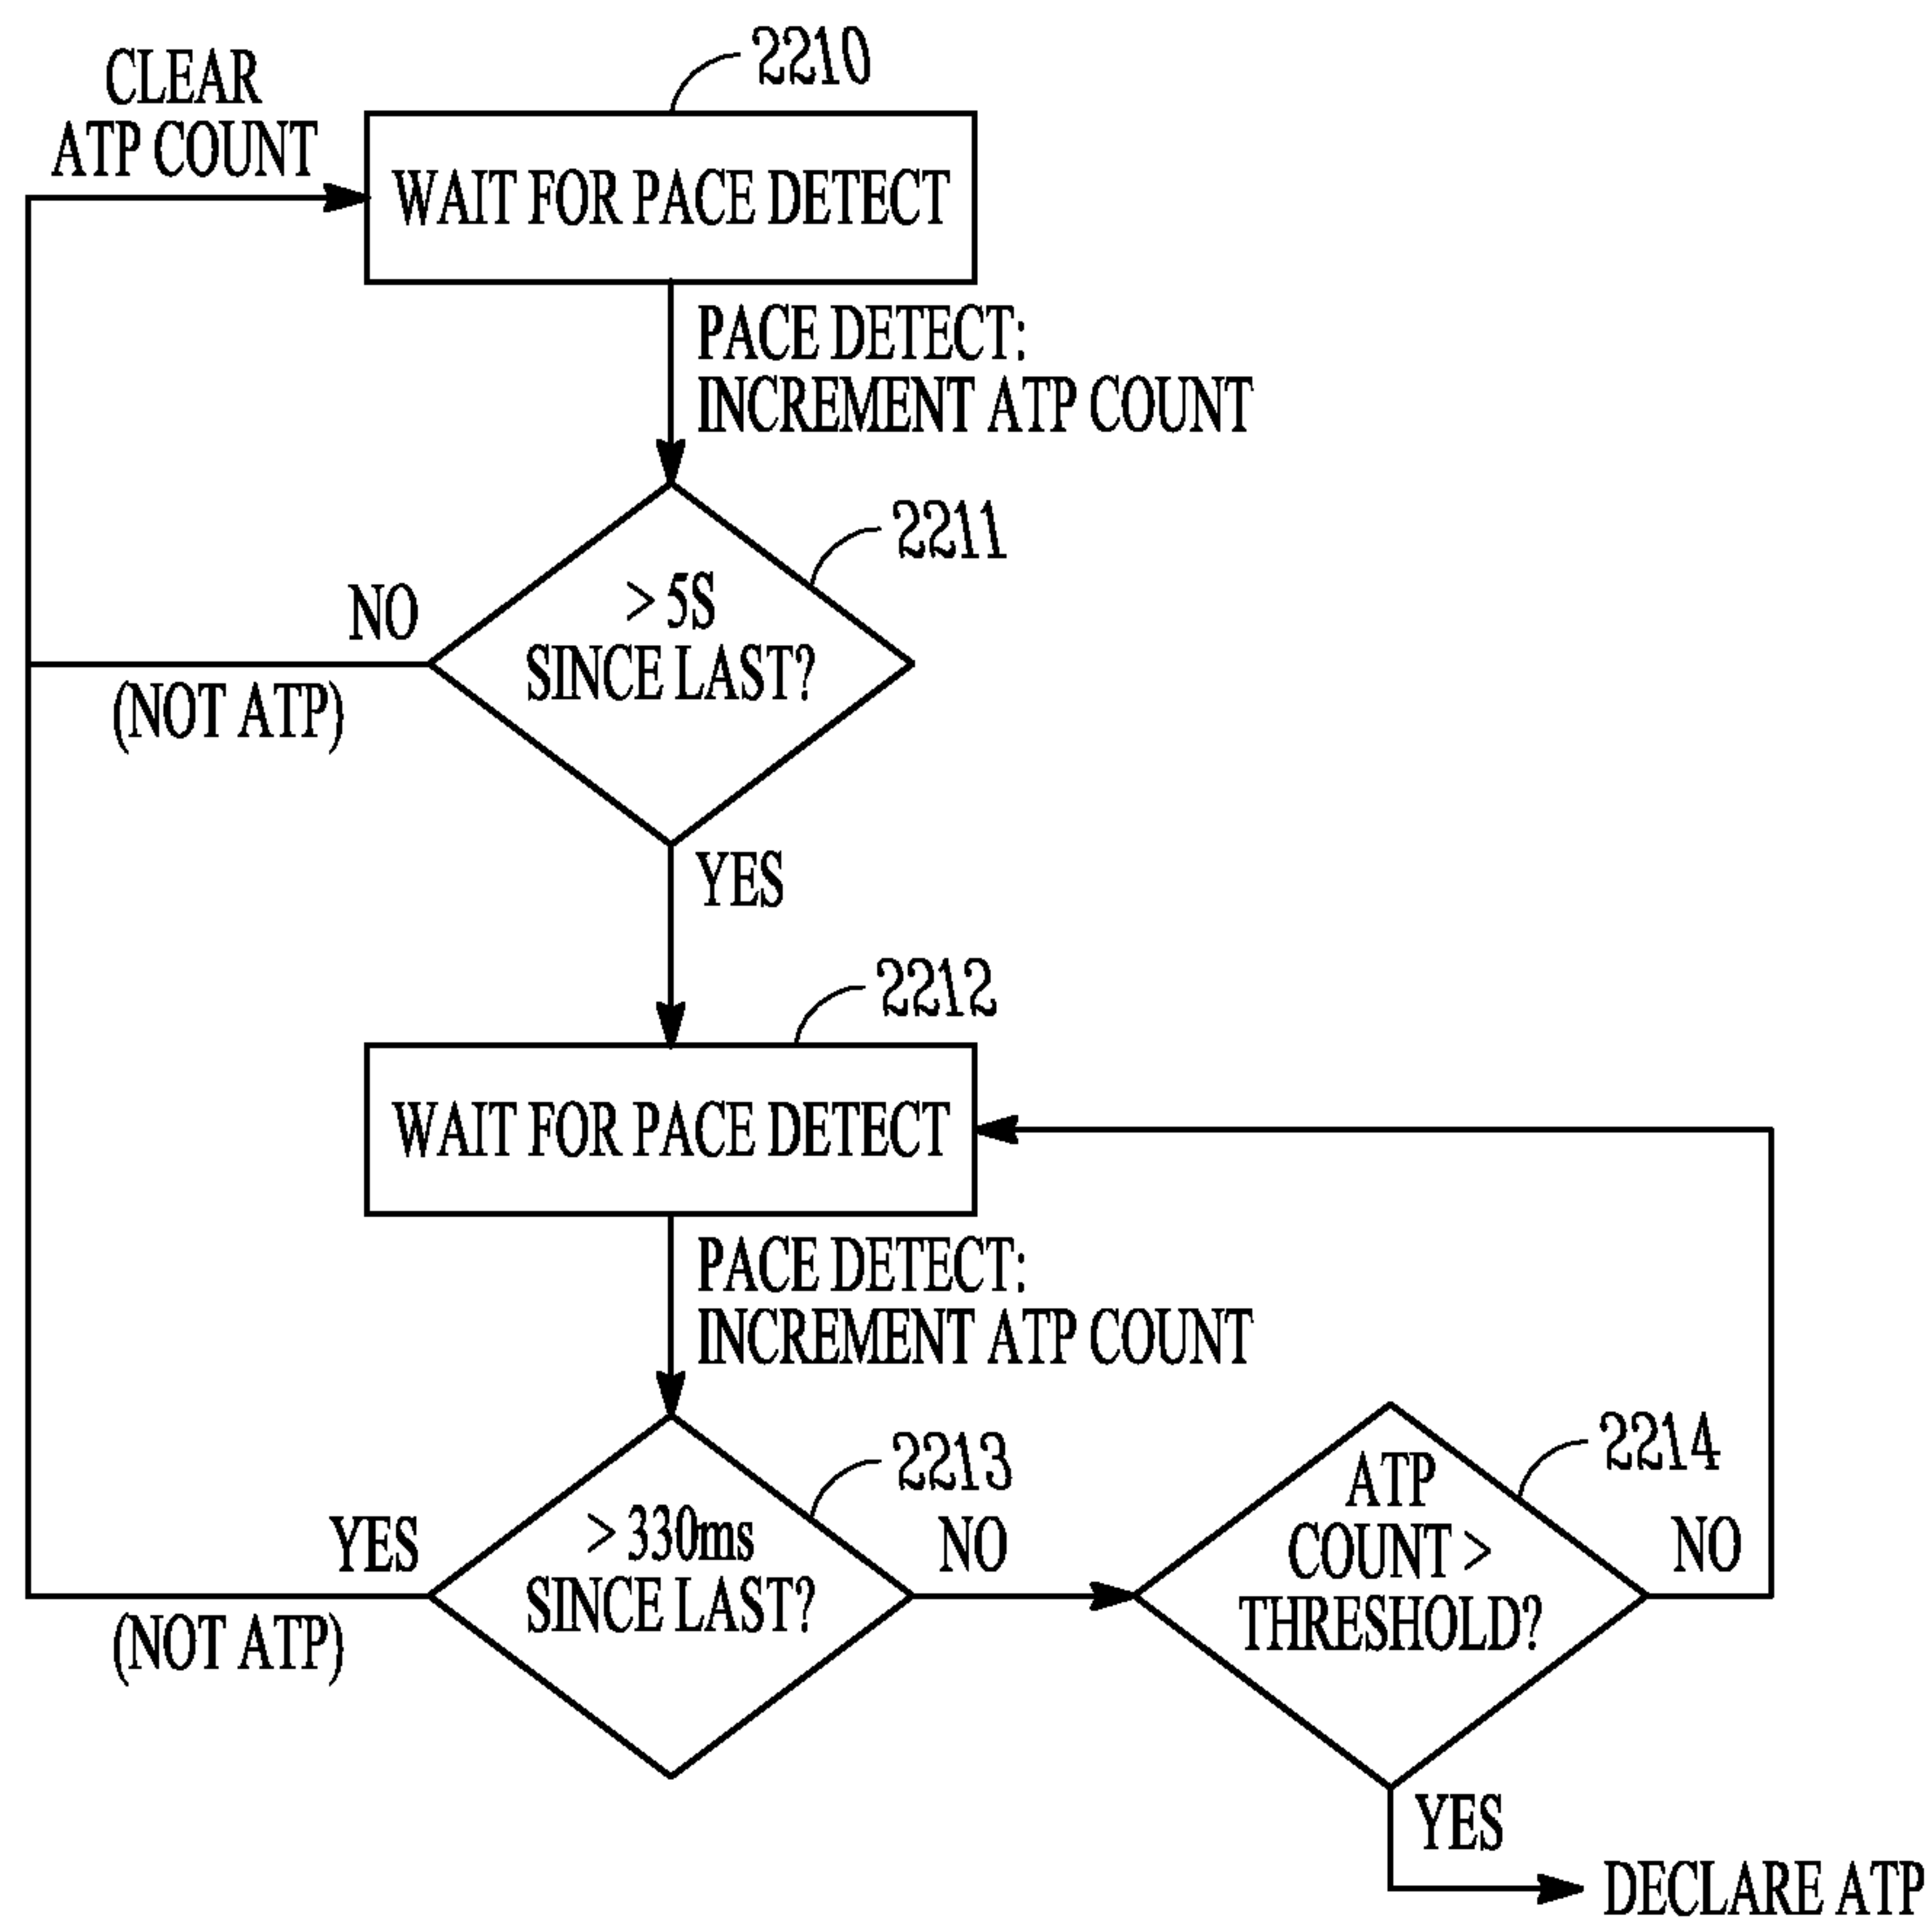 2210
CLEAR
ATP COUNT
WAIT FOR PACE DETECT
PACE DETECT:
INCREMENT ATP COUNT
2211
> 5S
SINCE LAST?
NO
(NOT ATP)
YES
2212
WAIT FOR PACE DETECT
PACE DETECT:
INCREMENT ATP COUNT
2213
> 330ms
SINCE LAST?
YES
(NOT ATP)
NO
2214
ATP
COUNT >
THRESHOLD?
NO
YES
DECLARE ATP